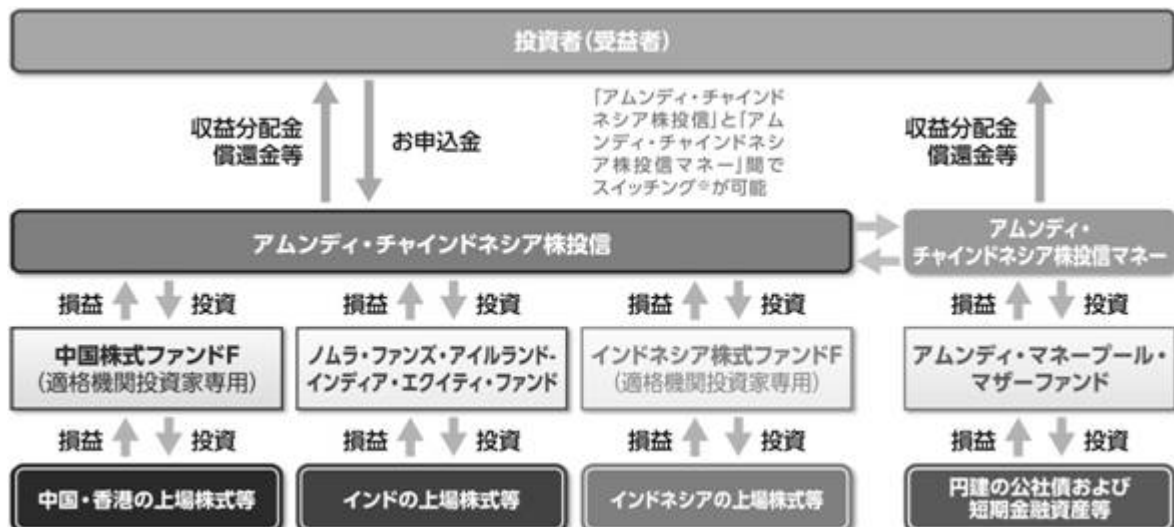 投資者(受益者)
収益分配金
償還金等
お申込金
「アムンディ・チャインド
ネシア株投信」と「アム
ンディ・チャインドネシ
ア株投信マネー」間で
スイッチング※が可能
収益分配金
償還金等
アムンディ・チャインドネシア株投信
アムンディ・
チャインドネシア株投信マネー
損益 投資
損益 投資
損益 投資
損益 投資
中国株式ファンドF
(適格機関投資家専用)
ノムラ・ファンズ・アイルランド-
インディア・エクイティ・ファンド
インドネシア株式ファンドF
(適格機関投資家専用)
アムンディ・マネープール・
マザーファンド
損益 投資
損益 投資
損益 投資
損益 投資
中国・香港の上場株式等
インドの上場株式等
インドネシアの上場株式等
円建の公社債および
短期金融資産等